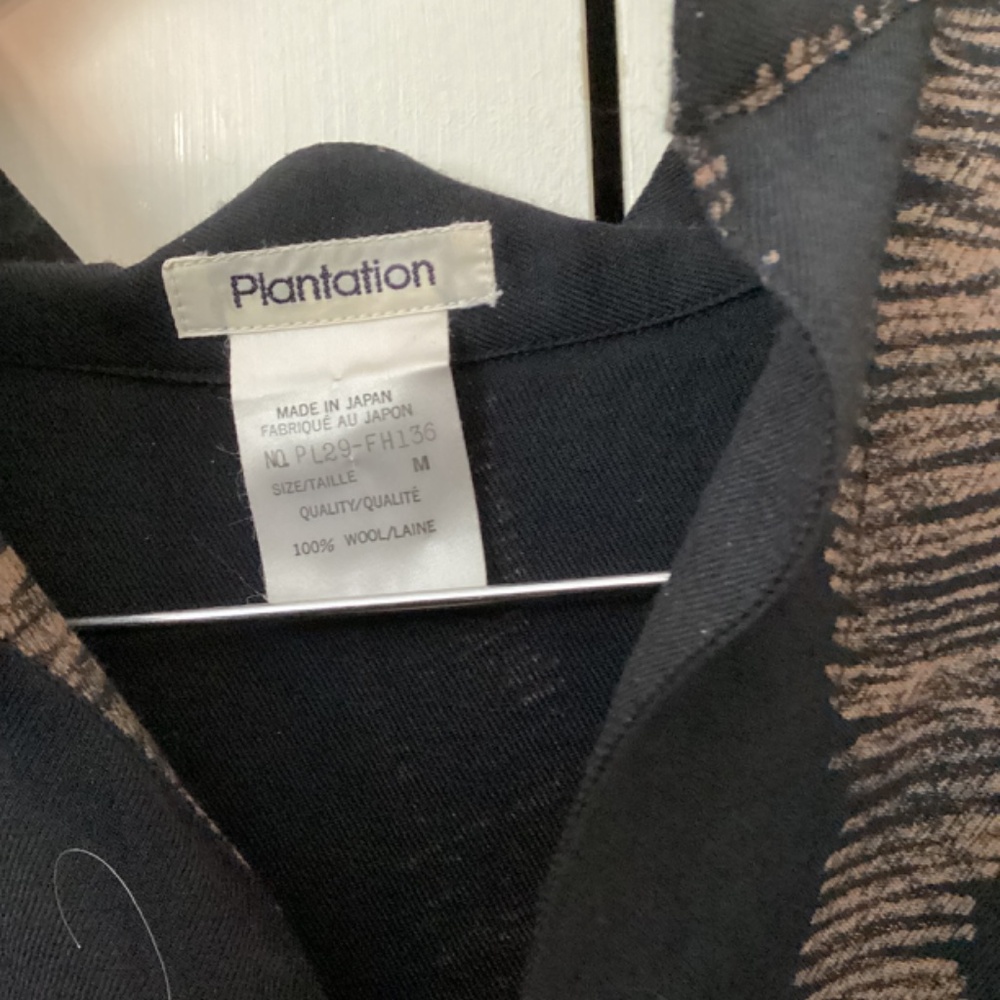 Plantation
MADE IN JAPAN
FABRIQUÉ AU JAPON
NO. PL29-FH136
M
SIZE/TAILLE
QUALITY/QUALITÉ
100% WOOL/LAINE